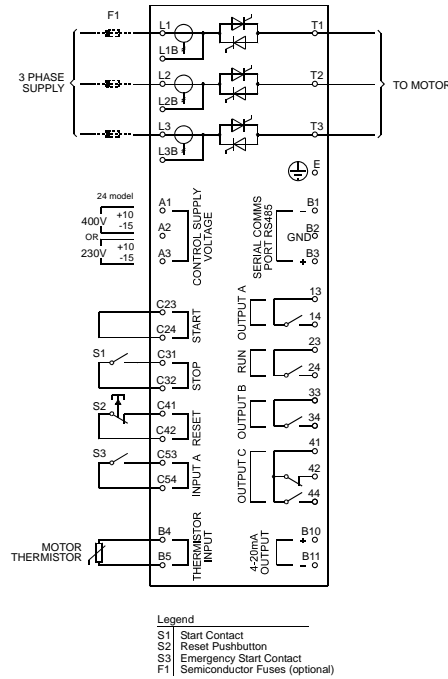 F1
L1
T1
L1B
3 PHASE
SUPPLY
L2
T2
TO MOTOR
L2B
L3
T3
L3B
E
24 model
400V
+10
-15
OR
230V
+10
-15
A1
A2
A3
CONTROL SUPPLY
VOLTAGE
SERIAL COMMS
PORT RS485
- B1
GND B2
+ B3
C23
C24
START
S1
C31
C32
STOP
S2
C41
C42
RESET
S3
C53
C54
INPUT A
OUTPUT A
13
14
RUN
23
24
OUTPUT B
33
34
OUTPUT C
41
42
44
MOTOR
THERMISTOR
B4
B5
THERMISTOR
INPUT
4-20mA
OUTPUT
+ B10
- B11
Legend
S1 Start Contact
S2 Reset Pushbutton
S3 Emergency Start Contact
F1 Semiconductor Fuses (optional)